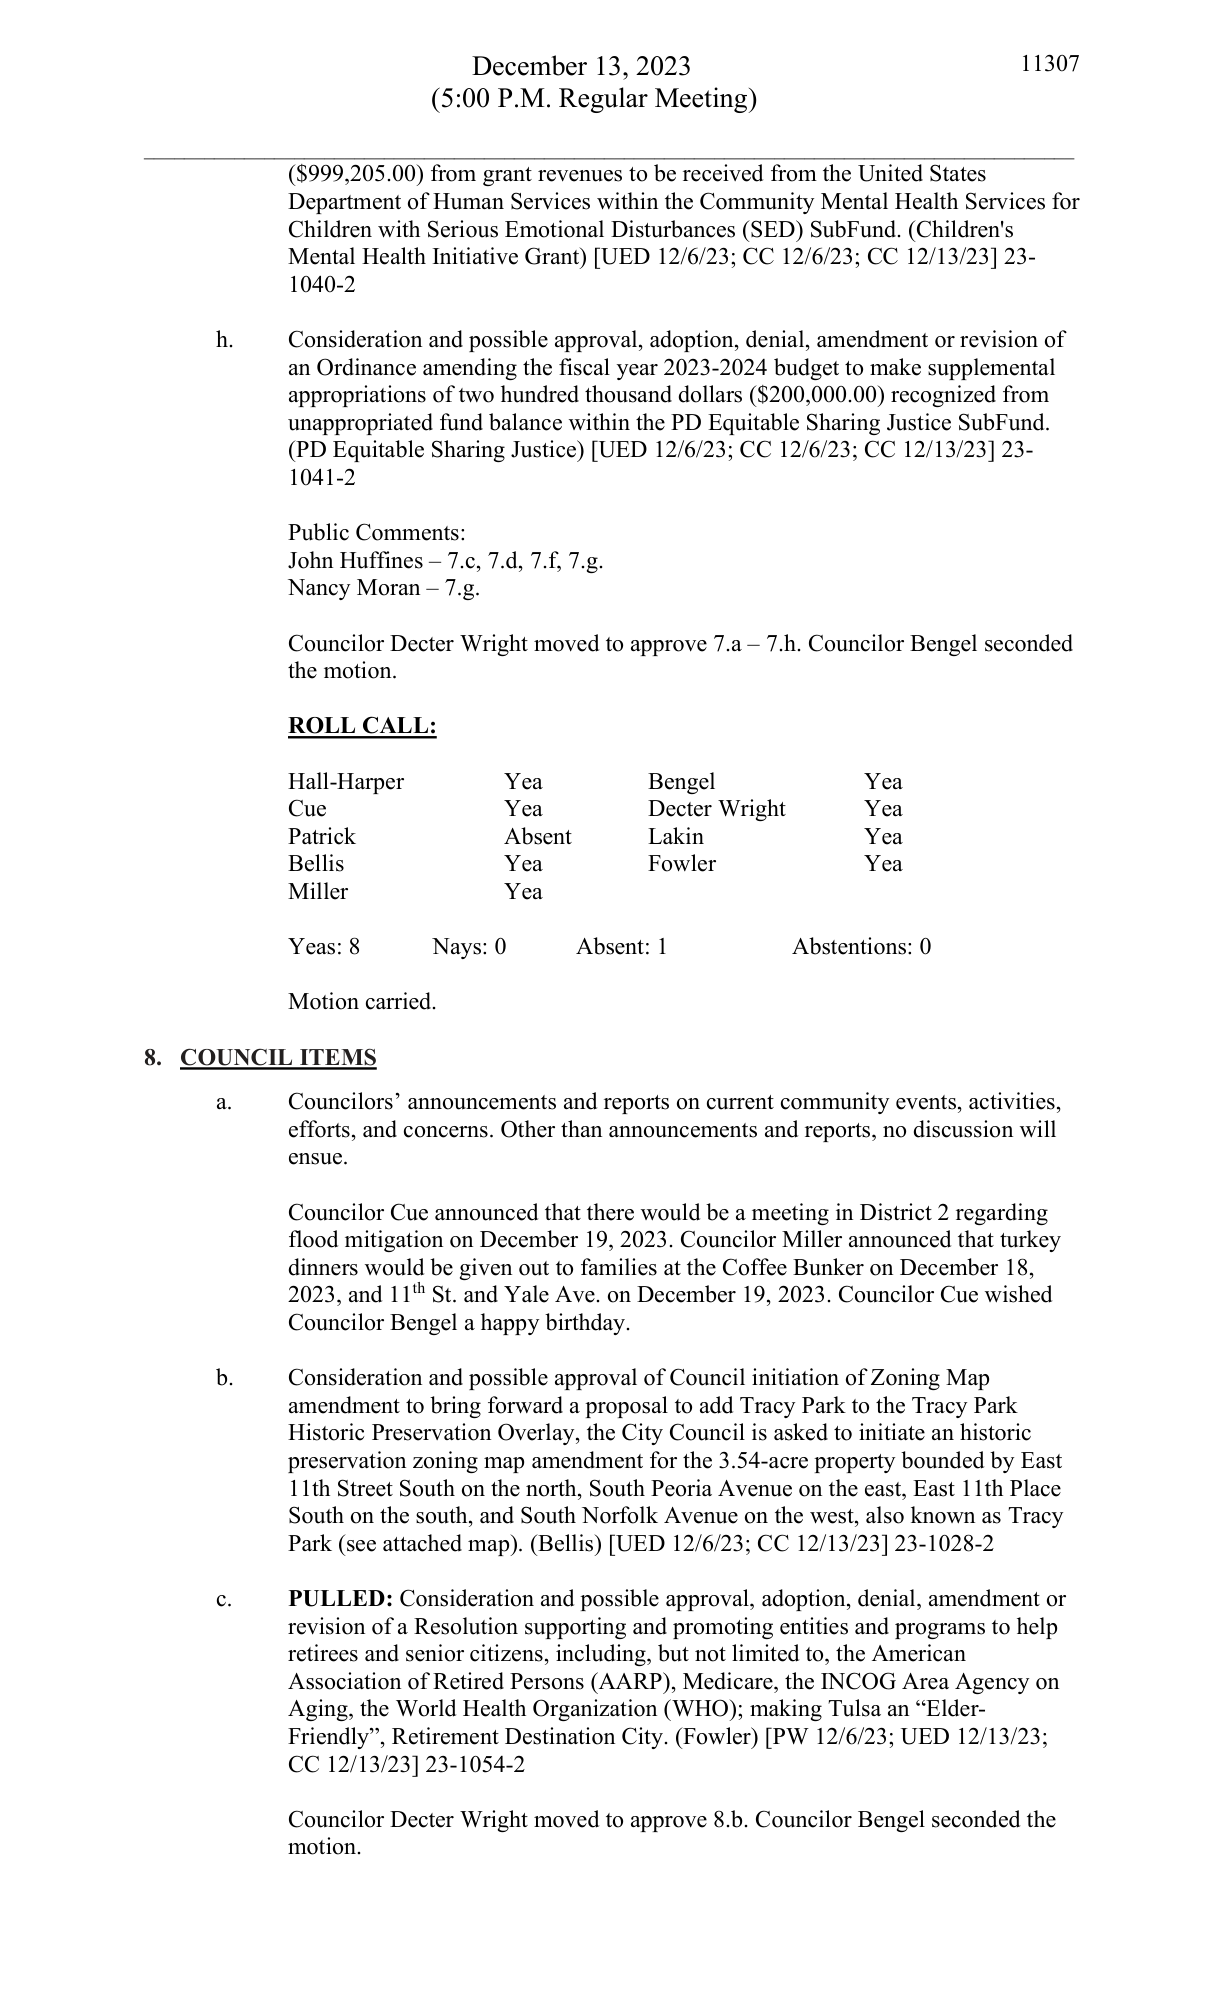 December 13, 2023
11307
(5:00 P.M. Regular Meeting)
($999,205.00) from grant revenues to be received from the United States
Department of Human Services within the Community Mental Health Services for
Children with Serious Emotional Disturbances (SED) SubFund. (Children's
Mental Health Initiative Grant) [UED 12/6/23; CC 12/6/23; CC 12/13/23] 23-
1040-2
h. Consideration and possible approval, adoption, denial, amendment or revision of
an Ordinance amending the fiscal year 2023-2024 budget to make supplemental
appropriations of two hundred thousand dollars ($200,000.00) recognized from
unappropriated fund balance within the PD Equitable Sharing Justice SubFund.
(PD Equitable Sharing Justice) [UED 12/6/23; CC 12/6/23; CC 12/13/23] 23-
1041-2
Public Comments:
John Huffines – 7.c, 7.d, 7.f, 7.g.
Nancy Moran – 7.g.
Councilor Decter Wright moved to approve 7.a – 7.h. Councilor Bengel seconded
the motion.
ROLL CALL:
Hall-Harper Yea Bengel Yea
Cue Yea Decter Wright Yea
Patrick Absent Lakin Yea
Bellis Yea Fowler Yea
Miller Yea
Yeas: 8 Nays: 0 Absent: 1 Abstentions: 0
Motion carried.
8. COUNCIL ITEMS
a. Councilors’ announcements and reports on current community events, activities,
efforts, and concerns. Other than announcements and reports, no discussion will
ensue.
Councilor Cue announced that there would be a meeting in District 2 regarding
flood mitigation on December 19, 2023. Councilor Miller announced that turkey
dinners would be given out to families at the Coffee Bunker on December 18,
2023, and 11th St. and Yale Ave. on December 19, 2023. Councilor Cue wished
Councilor Bengel a happy birthday.
b. Consideration and possible approval of Council initiation of Zoning Map
amendment to bring forward a proposal to add Tracy Park to the Tracy Park
Historic Preservation Overlay, the City Council is asked to initiate an historic
preservation zoning map amendment for the 3.54-acre property bounded by East
11th Street South on the north, South Peoria Avenue on the east, East 11th Place
South on the south, and South Norfolk Avenue on the west, also known as Tracy
Park (see attached map). (Bellis) [UED 12/6/23; CC 12/13/23] 23-1028-2
c. PULLED: Consideration and possible approval, adoption, denial, amendment or
revision of a Resolution supporting and promoting entities and programs to help
retirees and senior citizens, including, but not limited to, the American
Association of Retired Persons (AARP), Medicare, the INCOG Area Agency on
Aging, the World Health Organization (WHO); making Tulsa an “Elder-
Friendly”, Retirement Destination City. (Fowler) [PW 12/6/23; UED 12/13/23;
CC 12/13/23] 23-1054-2
Councilor Decter Wright moved to approve 8.b. Councilor Bengel seconded the
motion.